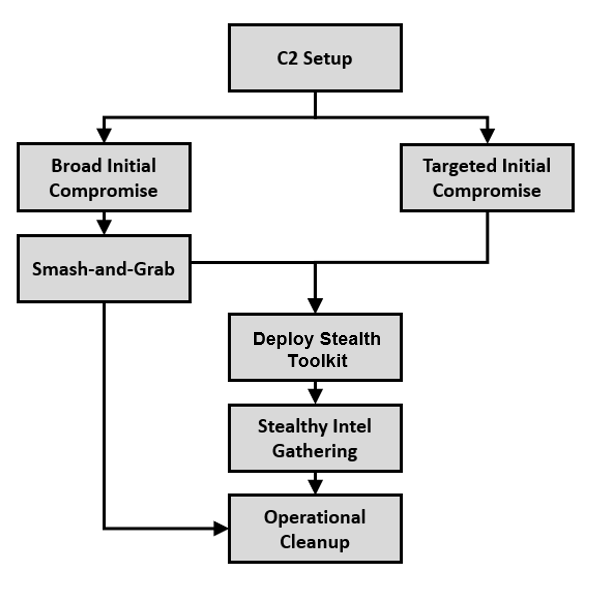 C2 Setup
Broad Initial
Compromise
Targeted Initial
Compromise
Smash-and-Grab
Deploy Stealth
Toolkit
Stealthy Intel
Gathering
Operational
Cleanup